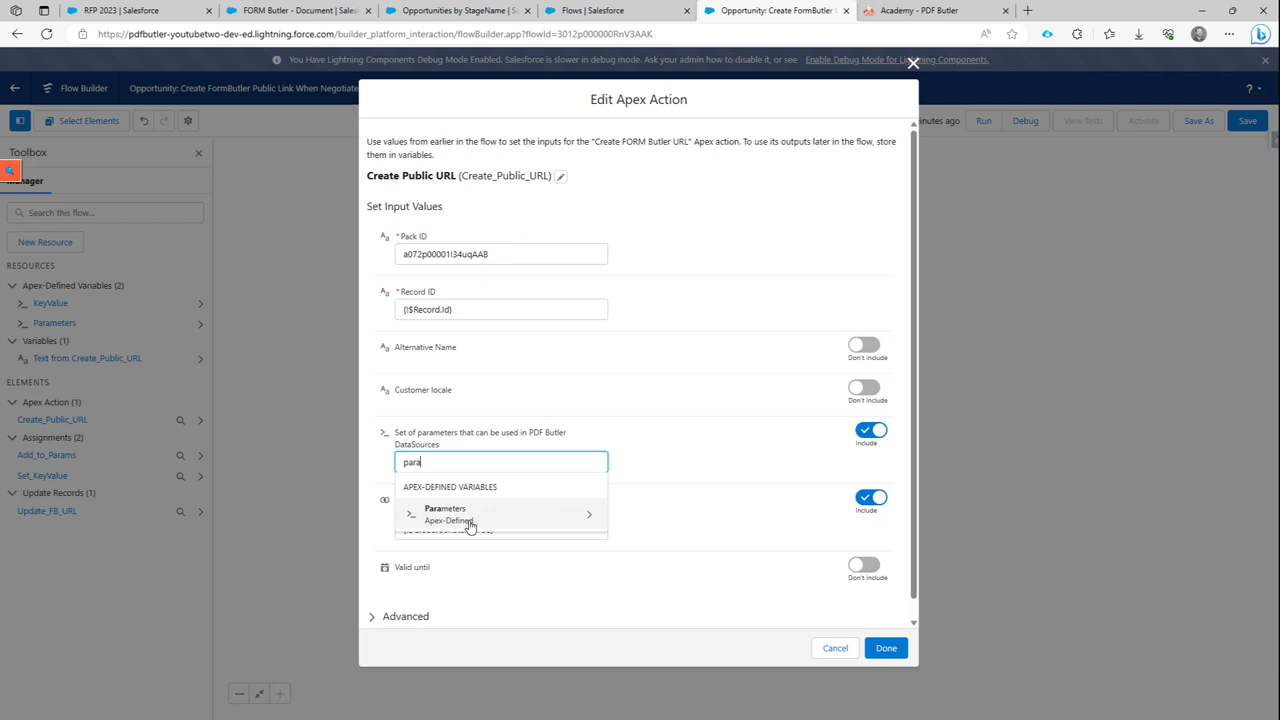 RFP 2023 | Salesforce
FORM Butler - Document | Sales
Opportunities by StageName | S
Flows | Salesforce
Opportunity: Create FormButler
Academy - PDF Butler
https://pdfbutler-youtubetwo-dev-ed.lightning.force.com/builder_platform_interaction/flowBuilder.app?flowId=3012p000000RnV3AAK
You Have Lightning Components Debug Mode Enabled. Salesforce is slower in debug mode. Ask your admin how to disable it, or see Enable Debug Mode for Lightning Components.
Flow Builder
Opportunity: Create FormButler Public Link When Negotiate
?
Select Elements
inutes ago
Run
Debug
View Tests
Activate
Save As
Save
Toolbox
Manager
Search this flow...
New Resource
RESOURCES
Apex-Defined Variables (2)
KeyValue
Parameters
Variables (1)
Text from Create_Public_URL
ELEMENTS
Apex Action (1)
Create_Public_URL
Assignments (2)
Add_to_Params
Set_KeyValue
Update Records (1)
Update_FB_URL
Edit Apex Action
Use values from earlier in the flow to set the inputs for the "Create FORM Butler URL" Apex action. To use its outputs later in the flow, store
them in variables.
Create Public URL (Create_Public_URL)
Set Input Values
Aa *Pack ID
a072p00001I34uqAAB
Aa *Record ID
{!$Record.Id}
Aa Alternative Name
Don't include
Aa Customer locale
Don't include
Set of parameters that can be used in PDF Butler
DataSources
Include
para
APEX-DEFINED VARIABLES
Parameters
Apex-Defined
Include
Valid until
Don't include
Advanced
Cancel
Done